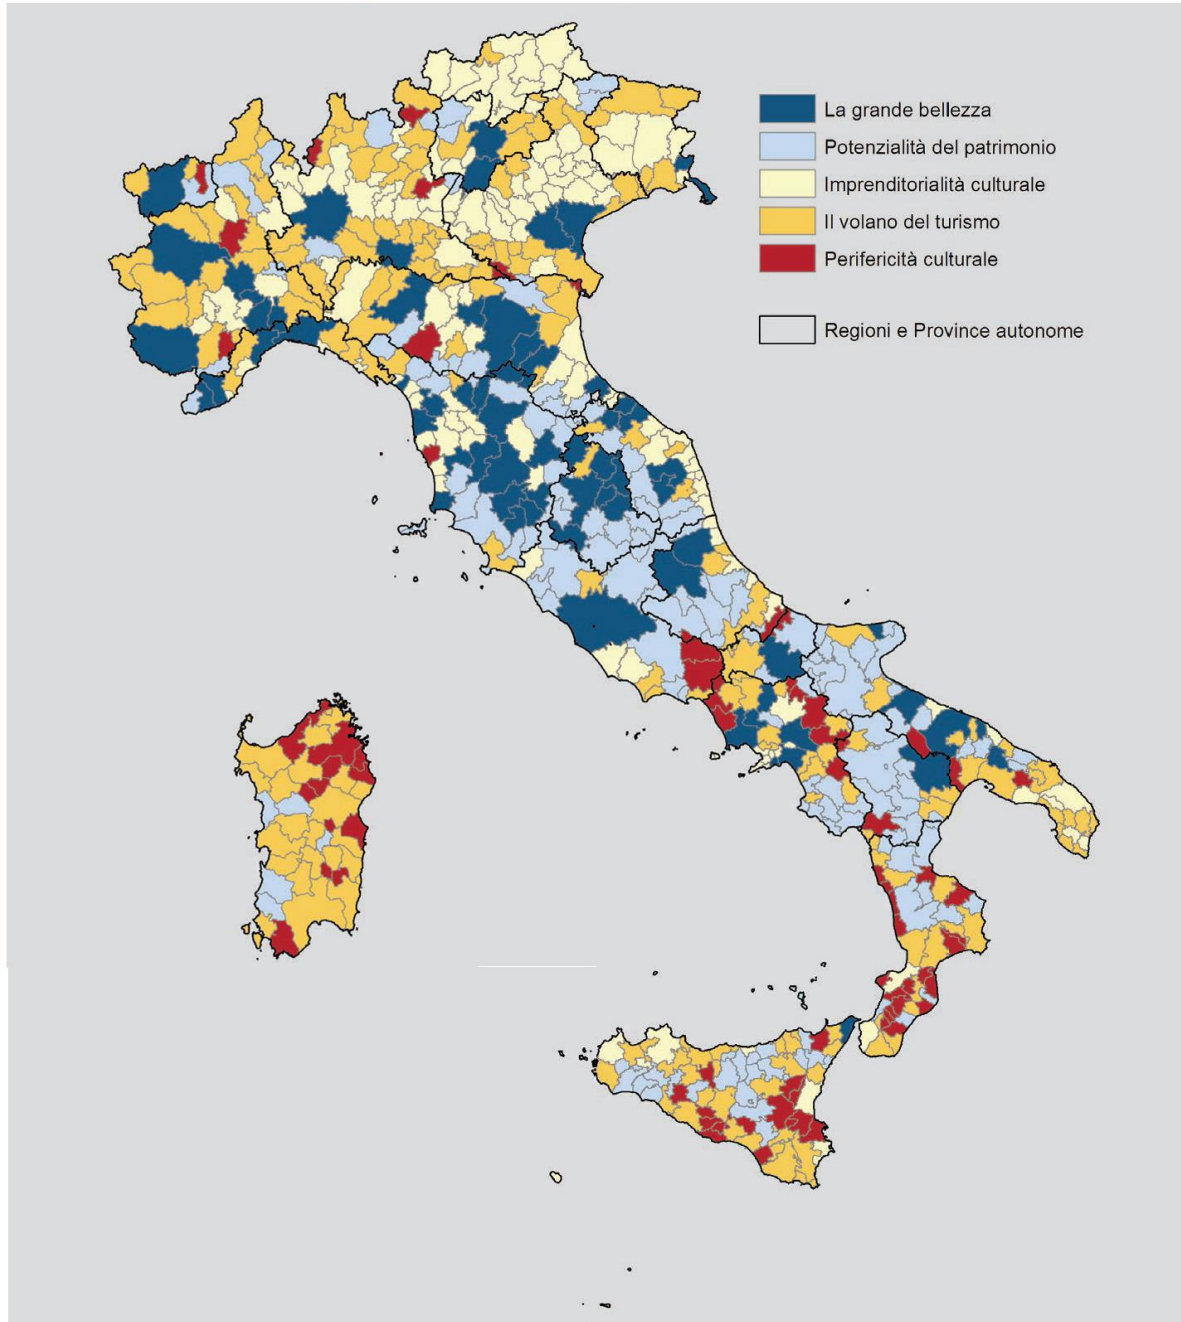 La grande bellezza
Potenzialità del patrimonio
Imprenditorialità culturale
Il volano del turismo
Perifericità culturale
Regioni e Province autonome